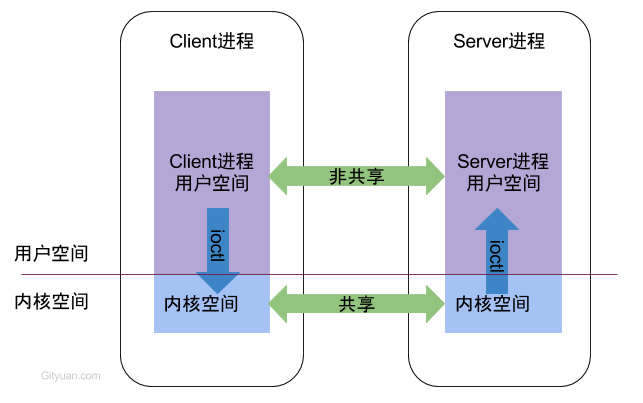 Client进程
Server进程
Client进程
用户空间
非共享
Server进程
用户空间
ioctl
ioctl
用户空间
内核空间
内核空间
共享
内核空间
Gityuan.com